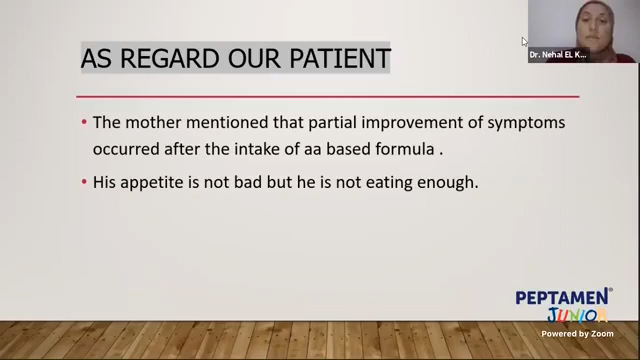 AS REGARD OUR PATIENT
Dr. Nehal EL K...
• The mother mentioned that partial improvement of symptoms
occurred after the intake of aa based formula .
• His appetite is not bad but he is not eating enough.
PEPTAMEN®
JUNIOR
Powered by Zoom